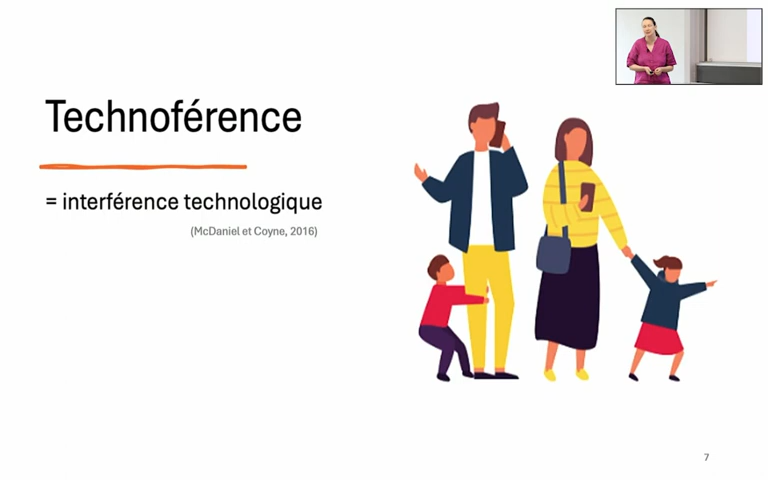 Technoférence
= interférence technologique
(McDaniel et Coyne, 2016)
7